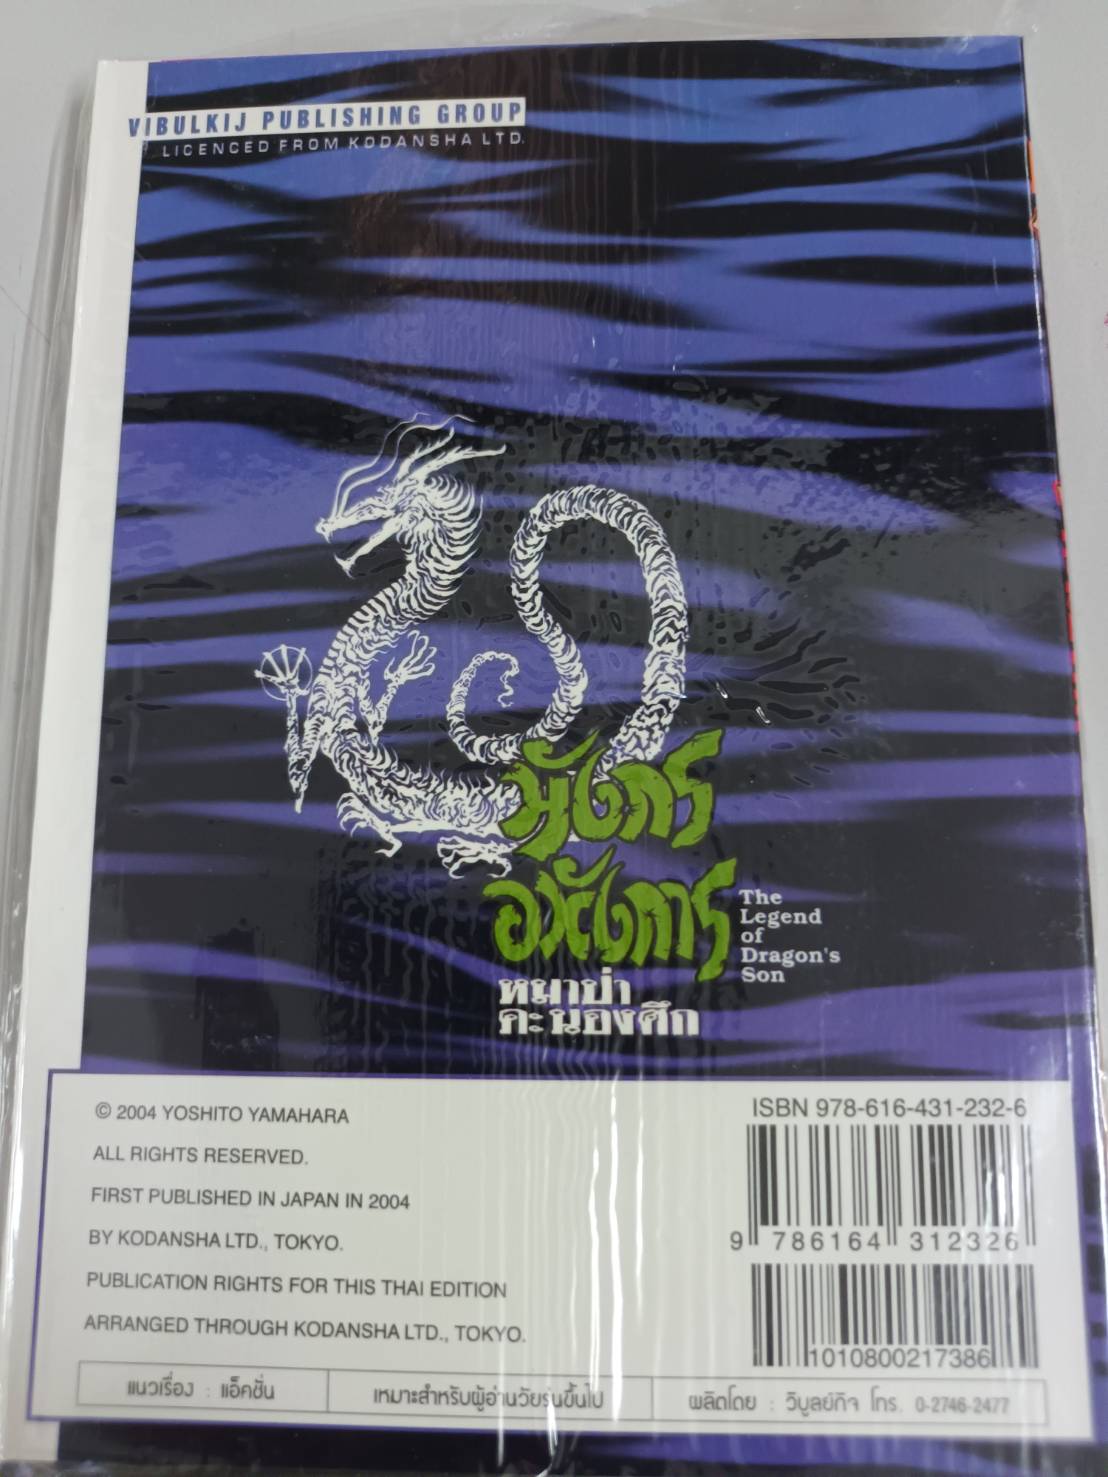 VIBULKIJ PUBLISHING GROUP
LICENCED FROM KODANSHA LTD.
มังกร
อหังการ
The
Legend
of
Dragon's
Son
หมาป่า
คะนองศึก
© 2004 YOSHITO YAMAHARA
ALL RIGHTS RESERVED.
FIRST PUBLISHED IN JAPAN IN 2004
BY KODANSHA LTD., TOKYO.
PUBLICATION RIGHTS FOR THIS THAI EDITION
ARRANGED THROUGH KODANSHA LTD., TOKYO.
ISBN 978-616-431-232-6
9 786164 312326
1010800217386
แนวเรื่อง : แอ็คชั่น
เหมาะสำหรับผู้อ่านวัยรุ่นขึ้นไป
ผลิตโดย : วิบูลย์กิจ โทร. 0-2746-2477